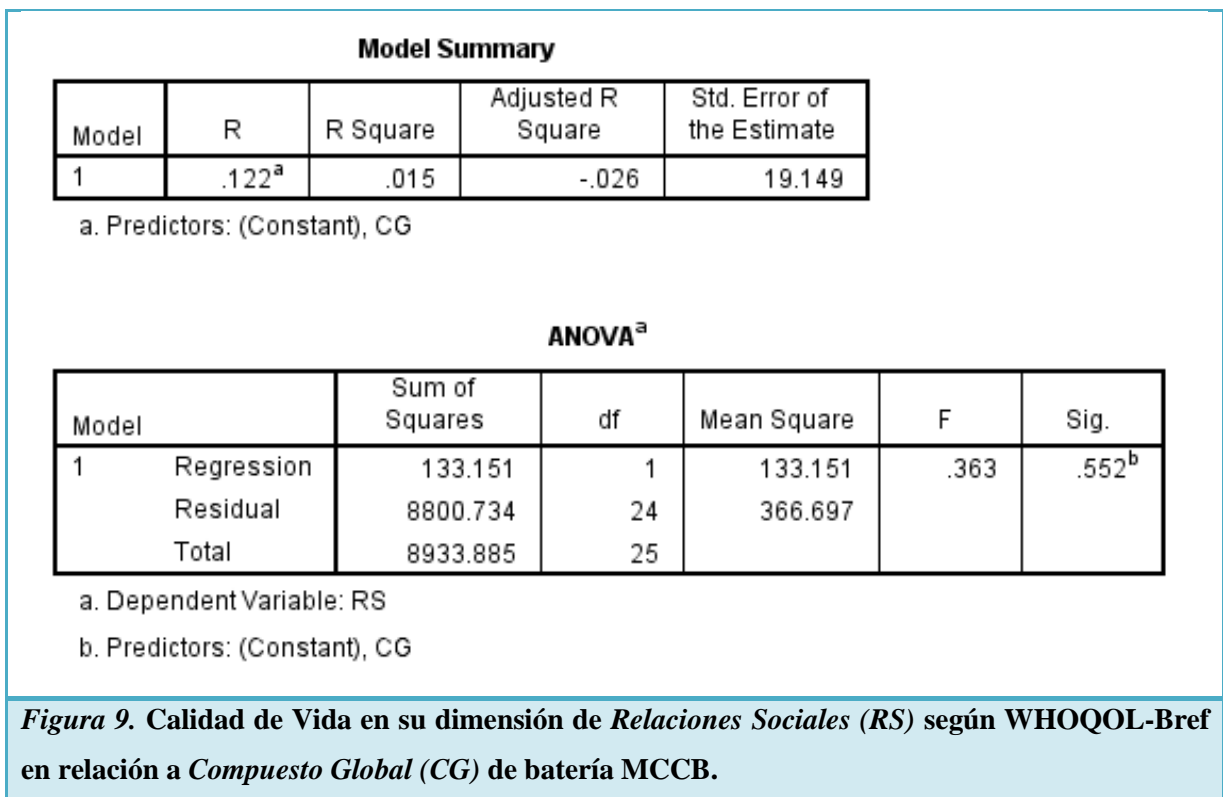 Model Summary
Model R R Square Adjusted R Square Std. Error of the Estimate
1 .122a .015 -.026 19.149
a. Predictors: (Constant), CG
ANOVAa
Model Sum of Squares df Mean Square F Sig.
1 Regression 133.151 1 133.151 .363 .552b
Residual 8800.734 24 366.697
Total 8933.885 25
a. Dependent Variable: RS
b. Predictors: (Constant), CG
Figura 9. Calidad de Vida en su dimensión de Relaciones Sociales (RS) según WHOQOL-Bref
en relación a Compuesto Global (CG) de batería MCCB.